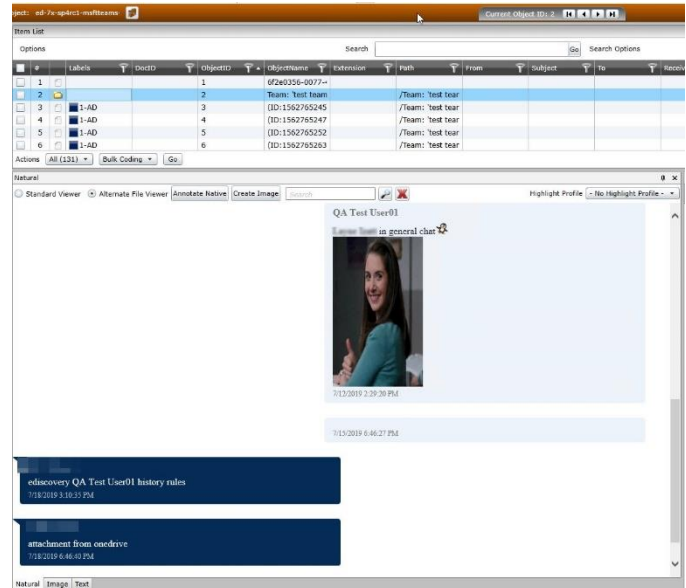 oject: ed-7x-sp4rc1-msftteams
Current Object ID: 2
Item List
Options Search Go Search Options
# Labels DocID ObjectID ObjectName Extension Path From Subject To Receiv
1 1 6f2e0356-0077-
2 2 Team: 'test team /Team: 'test tear
3 1-AD 3 (ID:1562765245 /Team: 'test tear
4 1-AD 4 (ID:1562765247 /Team: 'test tear
5 1-AD 5 (ID:1562765252 /Team: 'test tear
6 1-AD 6 (ID:1562765263 /Team: 'test tear
Actions All (131) Bulk Coding Go
Natural
Standard Viewer Alternate File Viewer Annotate Native Create Image Search Highlight Profile - No Highlight Profile -
QA Test User01
in general chat
7/12/2019 2:29:20 PM
7/15/2019 6:46:27 PM
ediscovery QA Test User01 history rules
7/18/2019 3:10:35 PM
attachment from onedrive
7/18/2019 6:46:40 PM
Natural Image Text